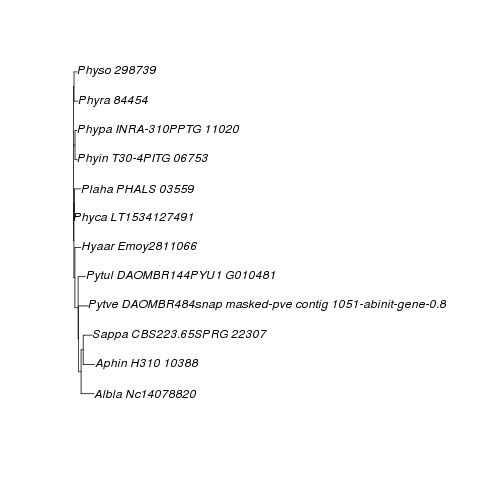 Physo 298739
Phyra 84454
Phypa INRA-310PPTG 11020
Phyin T30-4PITG 06753
Plaha PHALS 03559
Phyca LT1534127491
Hyaar Emoy2811066
Pytul DAOMBR144PYU1 G010481
Pytve DAOMBR484snap masked-pve contig 1051-abinit-gene-0.8
Sappa CBS223.65SPRG 22307
Aphin H310 10388
Albla Nc14078820